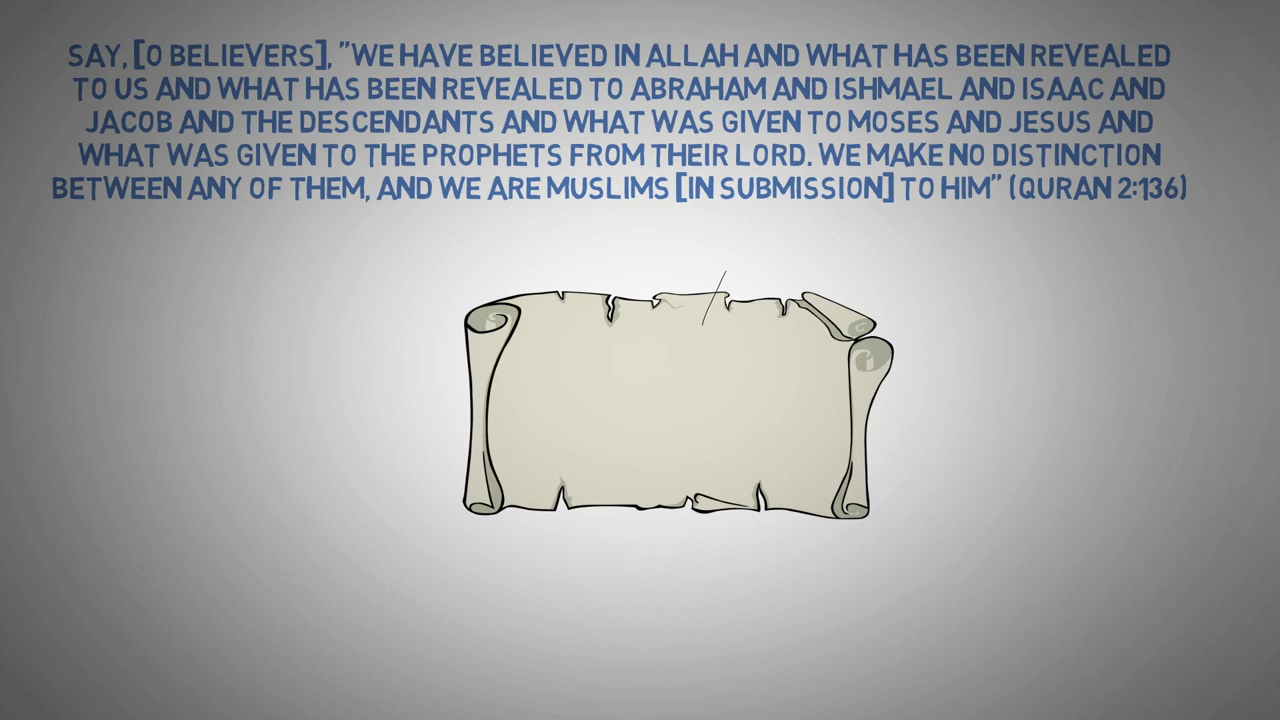 SAY, [O BELIEVERS], "WE HAVE BELIEVED IN ALLAH AND WHAT HAS BEEN REVEALED
TO US AND WHAT HAS BEEN REVEALED TO ABRAHAM AND ISHMAEL AND ISAAC AND
JACOB AND THE DESCENDANTS AND WHAT WAS GIVEN TO MOSES AND JESUS AND
WHAT WAS GIVEN TO THE PROPHETS FROM THEIR LORD. WE MAKE NO DISTINCTION
BETWEEN ANY OF THEM, AND WE ARE MUSLIMS [IN SUBMISSION] TO HIM" (QURAN 2:136)